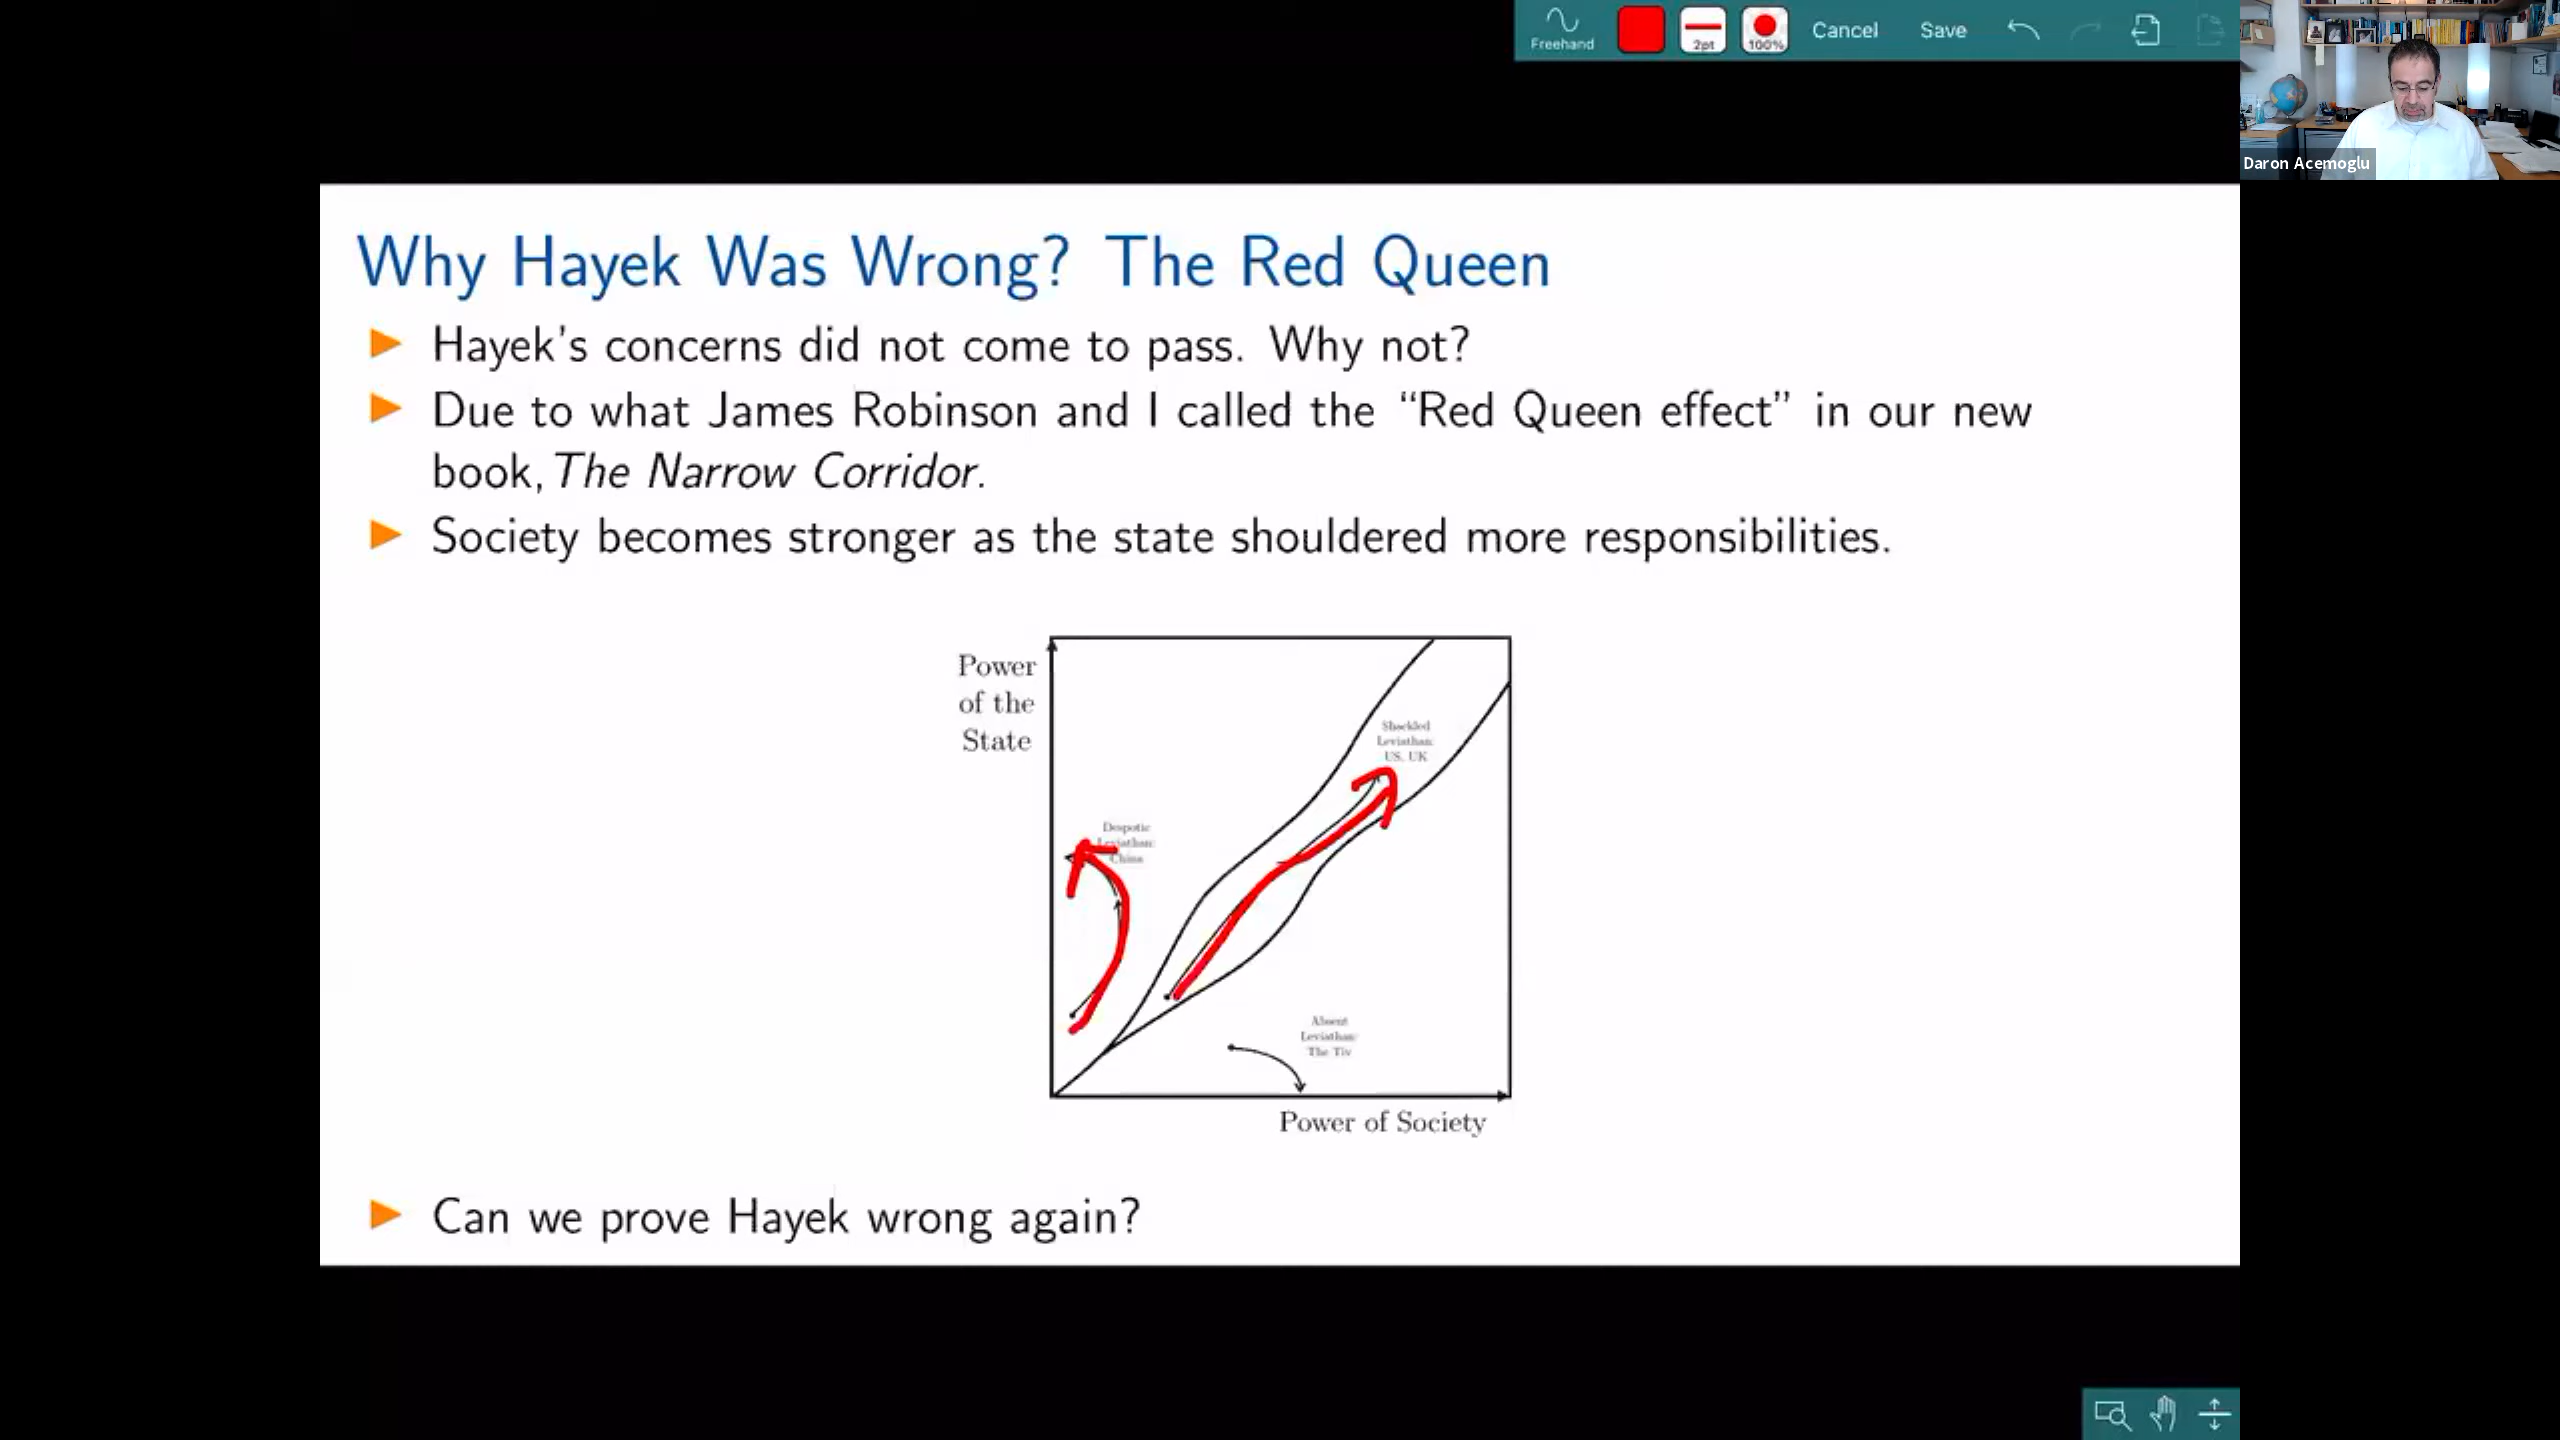 Freehand
2pt
100%
Cancel
Save
Daron Acemoglu
Why Hayek Was Wrong? The Red Queen
Hayek's concerns did not come to pass. Why not?
Due to what James Robinson and I called the “Red Queen effect” in our new
book, The Narrow Corridor.
Society becomes stronger as the state shouldered more responsibilities.
Power
of the
State
Shackled
Leviathan:
US, UK
Despotic
Leviathan:
China
Absent
Leviathan:
The Tiv
Power of Society
Can we prove Hayek wrong again?